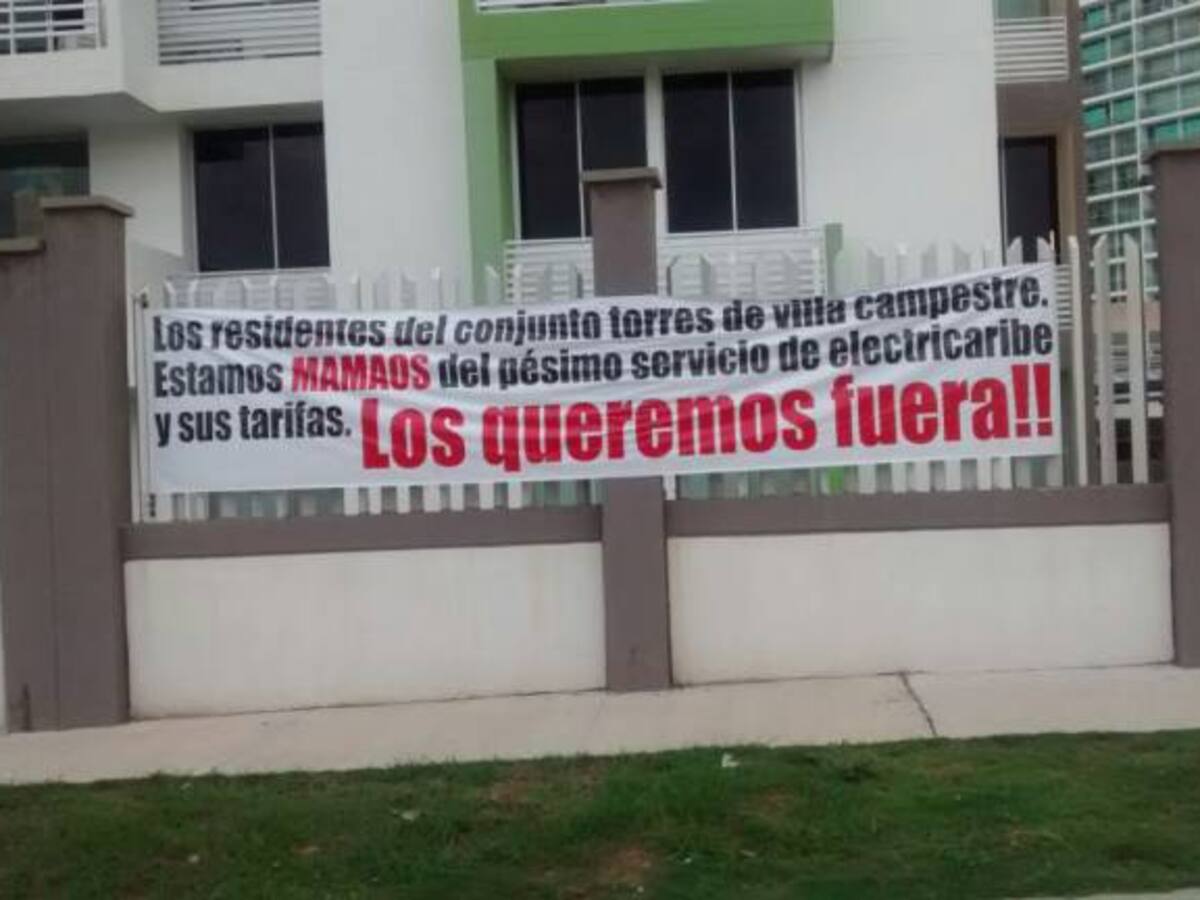 Los residentes del conjunto torres de villa campestre.
Estamos MAMAOS del pésimo servicio de electricaribe
y sus tarifas. Los queremos fuera!!